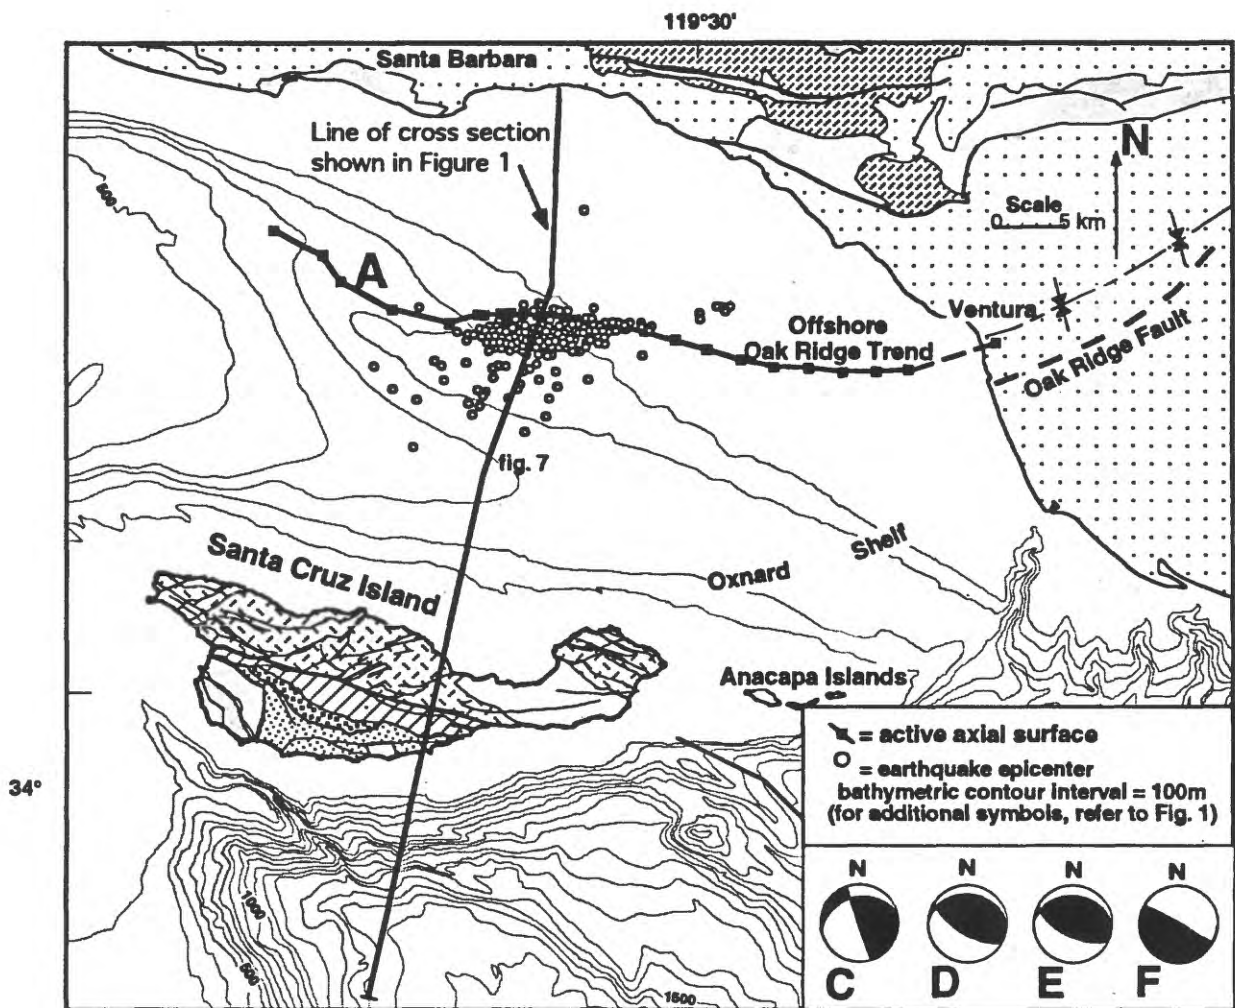 119°30'
Santa Barbara
Line of cross section
shown in Figure 1
N
500
Scale
0 5 km
A
Ventura
Offshore
Oak Ridge Trend
Oak Ridge Fault
fig. 7
Santa Cruz Island
Shelf
Oxnard
Anacapa Islands
34°
= active axial surface
= earthquake epicenter
bathymetric contour interval = 100m
(for additional symbols, refer to Fig. 1)
1000
1500
N N N N
C D E F